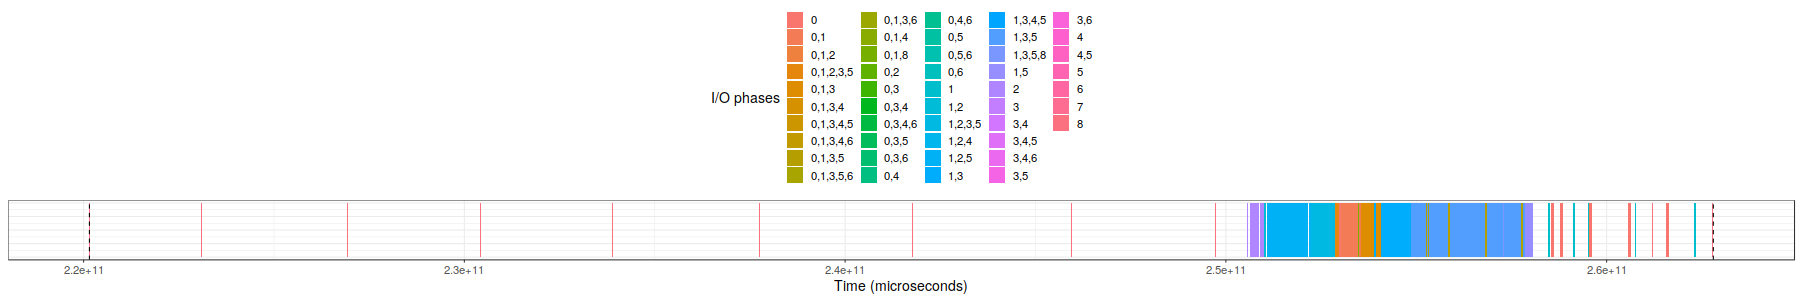 0 0,1,3,6 0,4,6 1,3,4,5 3,6
0,1 0,1,4 0,5 1,3,5 4
0,1,2 0,1,8 0,5,6 1,3,5,8 4,5
0,1,2,3,5 0,2 0,6 1,5 5
0,1,3 0,3 1 2 6
I/O phases
0,1,3,4 0,3,4 1,2 3 7
0,1,3,4,5 0,3,4,6 1,2,3,5 3,4 8
0,1,3,4,6 0,3,5 1,2,4 3,4,5
0,1,3,5 0,3,6 1,2,5 3,4,6
0,1,3,5,6 0,4 1,3 3,5
2.2e+11 2.3e+11 2.4e+11 2.5e+11 2.6e+11
Time (microseconds)